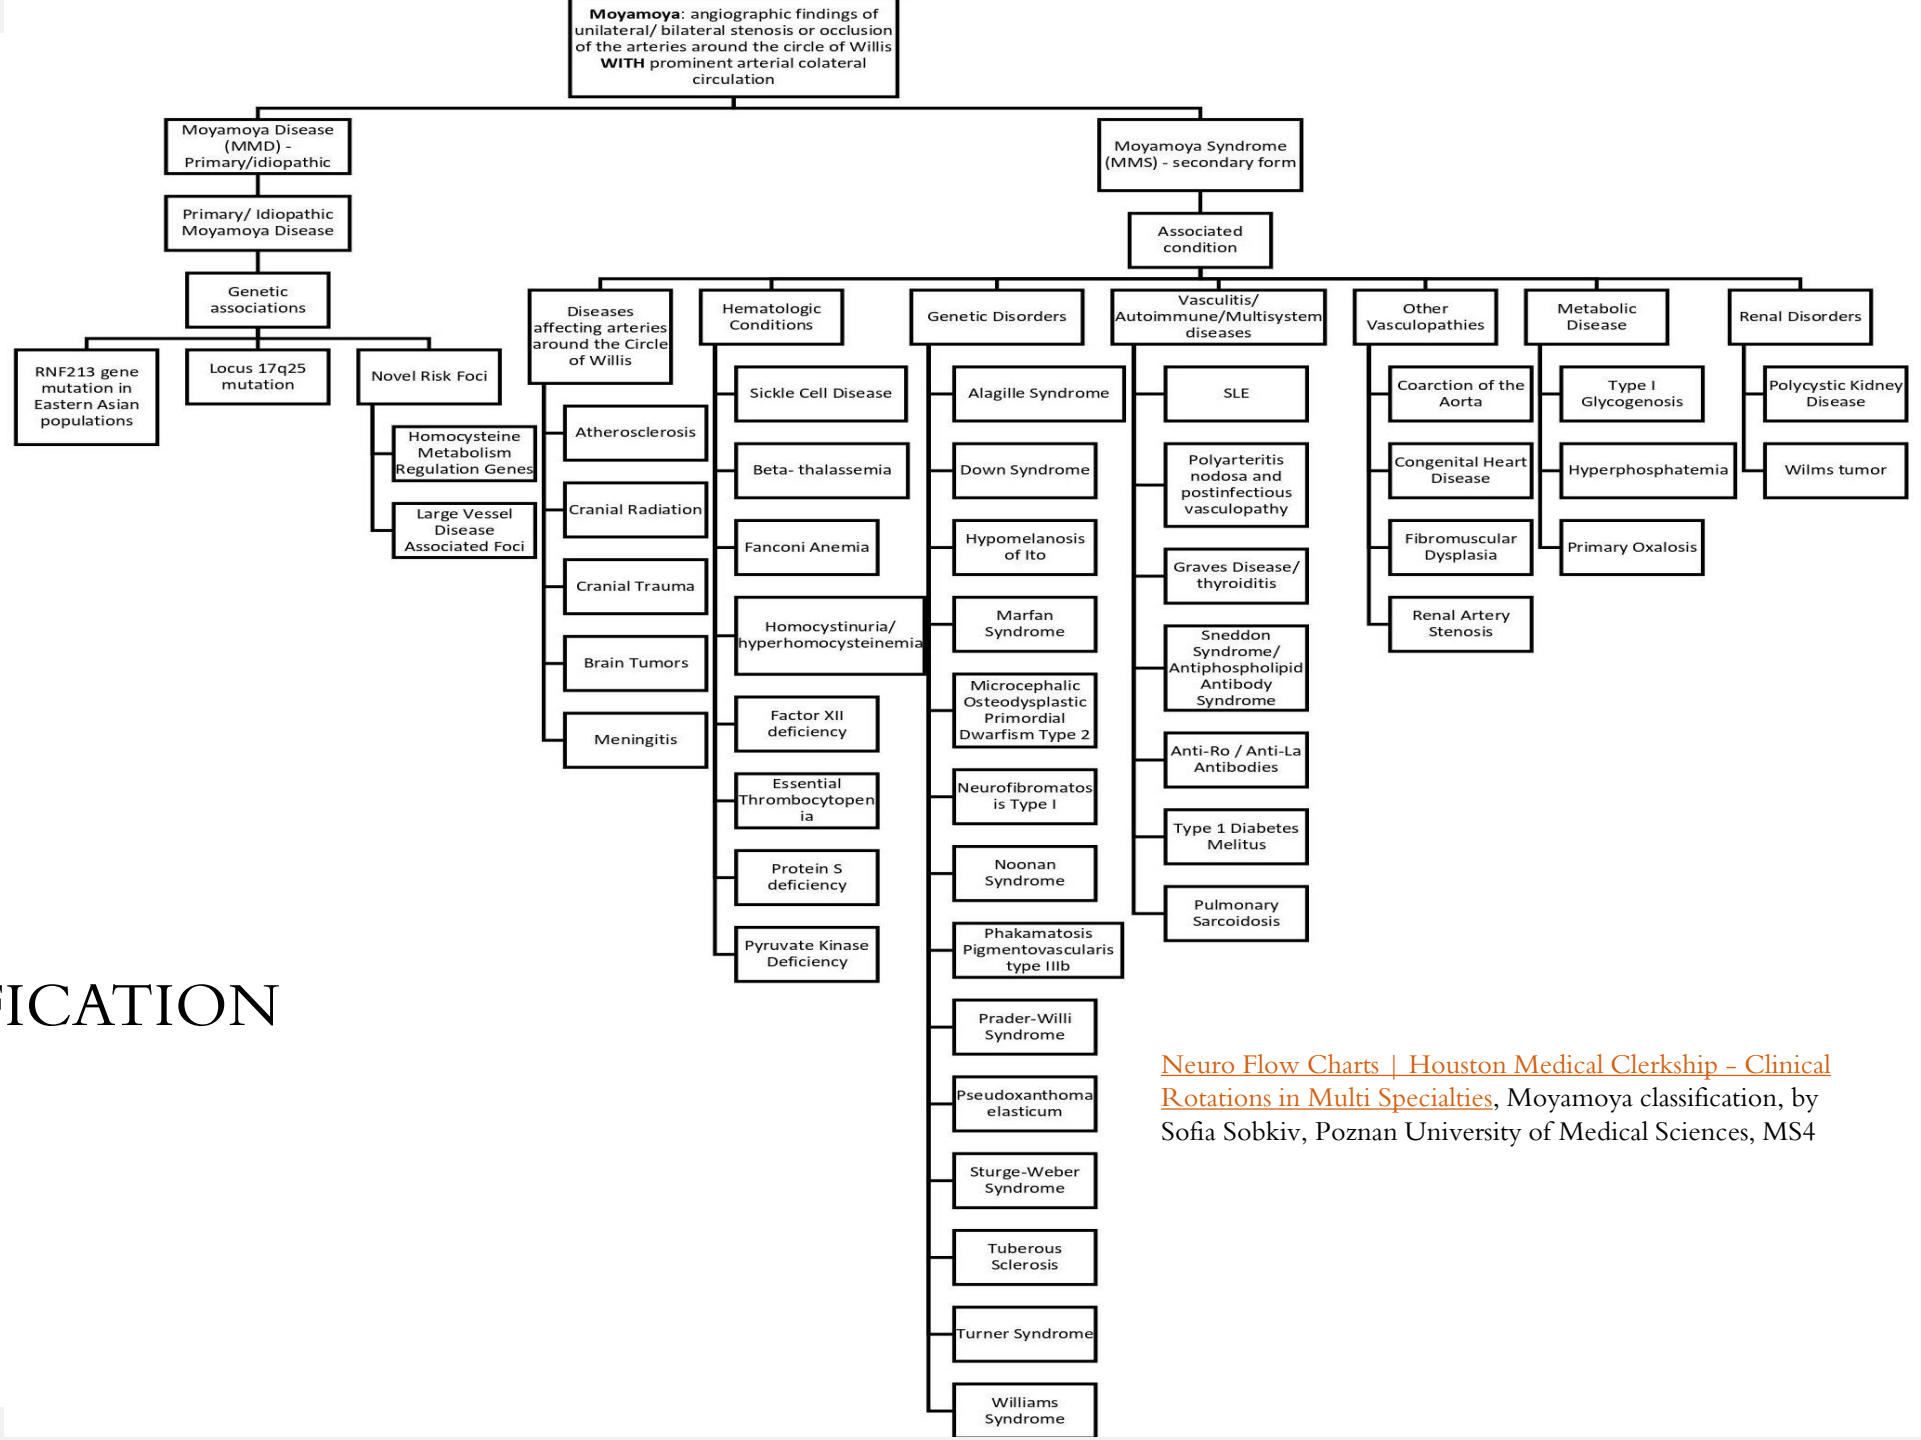 Moyamoya: angiographic findings of
unilateral/ bilateral stenosis or occlusion
of the arteries around the circle of Willis
WITH prominent arterial colateral
circulation
Moyamoya Disease
(MMD) -
Primary/idiopathic
Moyamoya Syndrome
(MMS) - secondary form
Primary/ Idiopathic
Moyamoya Disease
Associated
condition
Genetic
associations
RNF213 gene
mutation in
Eastern Asian
populations
Locus 17q25
mutation
Novel Risk Foci
Homocysteine
Metabolism
Regulation Genes
Large Vessel
Disease
Associated Foci
Diseases
affecting arteries
around the Circle
of Willis
Atherosclerosis
Cranial Radiation
Cranial Trauma
Brain Tumors
Meningitis
Hematologic
Conditions
Sickle Cell Disease
Beta- thalassemia
Fanconi Anemia
Homocystinuria/
hyperhomocysteinemia
Factor XII
deficiency
Essential
Thrombocytopen
ia
Protein S
deficiency
Pyruvate Kinase
Deficiency
Genetic Disorders
Alagille Syndrome
Down Syndrome
Hypomelanosis
of Ito
Marfan
Syndrome
Microcephalic
Osteodysplastic
Primordial
Dwarfism Type 2
Neurofibromatos
is Type I
Noonan
Syndrome
Phakamatosis
Pigmentovascularis
type IIIb
Prader-Willi
Syndrome
Pseudoxanthoma
elasticum
Sturge-Weber
Syndrome
Tuberous
Sclerosis
Turner Syndrome
Williams
Syndrome
Vasculitis/
Autoimmune/Multisystem
diseases
SLE
Polyarteritis
nodosa and
postinfectious
vasculopathy
Graves Disease/
thyroiditis
Sneddon
Syndrome/
Antiphospholipid
Antibody
Syndrome
Anti-Ro / Anti-La
Antibodies
Type 1 Diabetes
Melitus
Pulmonary
Sarcoidosis
Other
Vasculopathies
Coarction of the
Aorta
Congenital Heart
Disease
Fibromuscular
Dysplasia
Renal Artery
Stenosis
Metabolic
Disease
Type I
Glycogenosis
Hyperphosphatemia
Primary Oxalosis
Renal Disorders
Polycystic Kidney
Disease
Wilms tumor
ICATION
Neuro Flow Charts | Houston Medical Clerkship - Clinical
Rotations in Multi Specialties, Moyamoya classification, by
Sofia Sobkiv, Poznan University of Medical Sciences, MS4